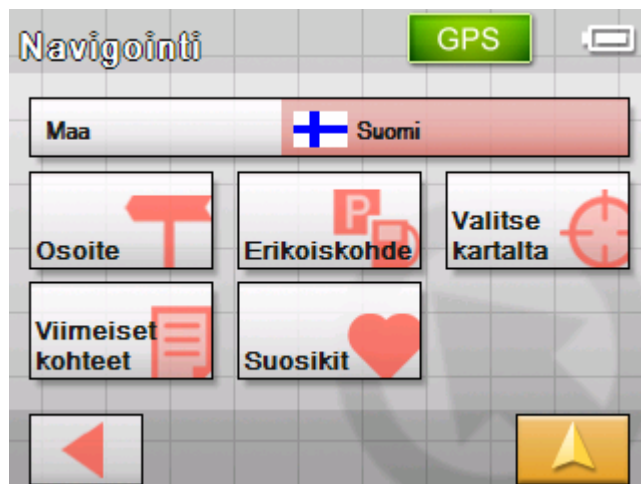 Navigointi
GPS
Maa
Suomi
Osoite
P
Erikoiskohde
Valitse
kartalta
Viimeiset
kohteet
Suosikit